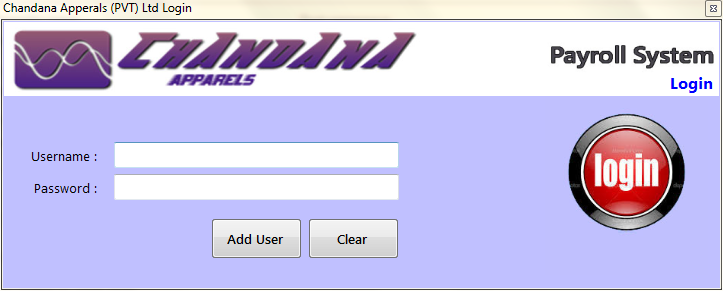 Chandana Apperals (PVT) Ltd Login
CHANDANA
APPARELS
Payroll System
Login
Username :
Password :
login
Add User
Clear